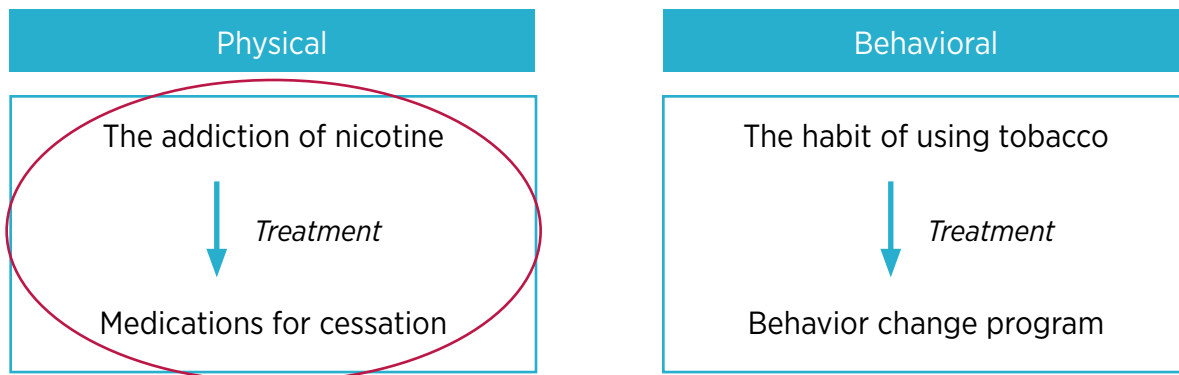 Physical
The addiction of nicotine
Treatment
Medications for cessation
Behavioral
The habit of using tobacco
Treatment
Behavior change program